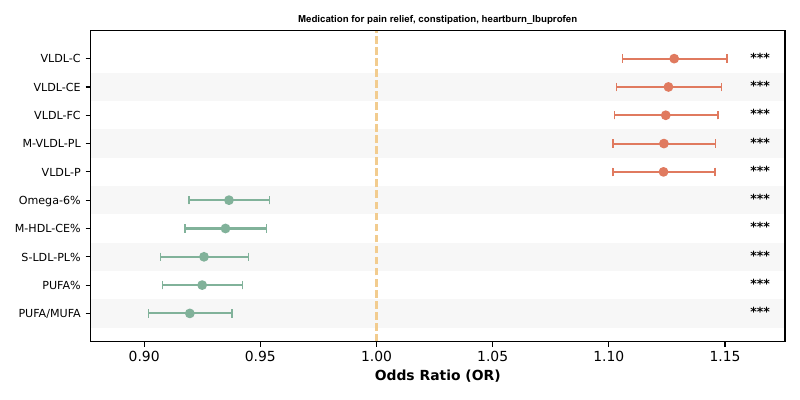 Medication for pain relief, constipation, heartburn_Ibuprofen
VLDL-C ***
VLDL-CE ***
VLDL-FC ***
M-VLDL-PL ***
VLDL-P ***
Omega-6% ***
M-HDL-CE% ***
S-LDL-PL% ***
PUFA% ***
PUFA/MUFA ***
0.90 0.95 1.00 1.05 1.10 1.15
Odds Ratio (OR)